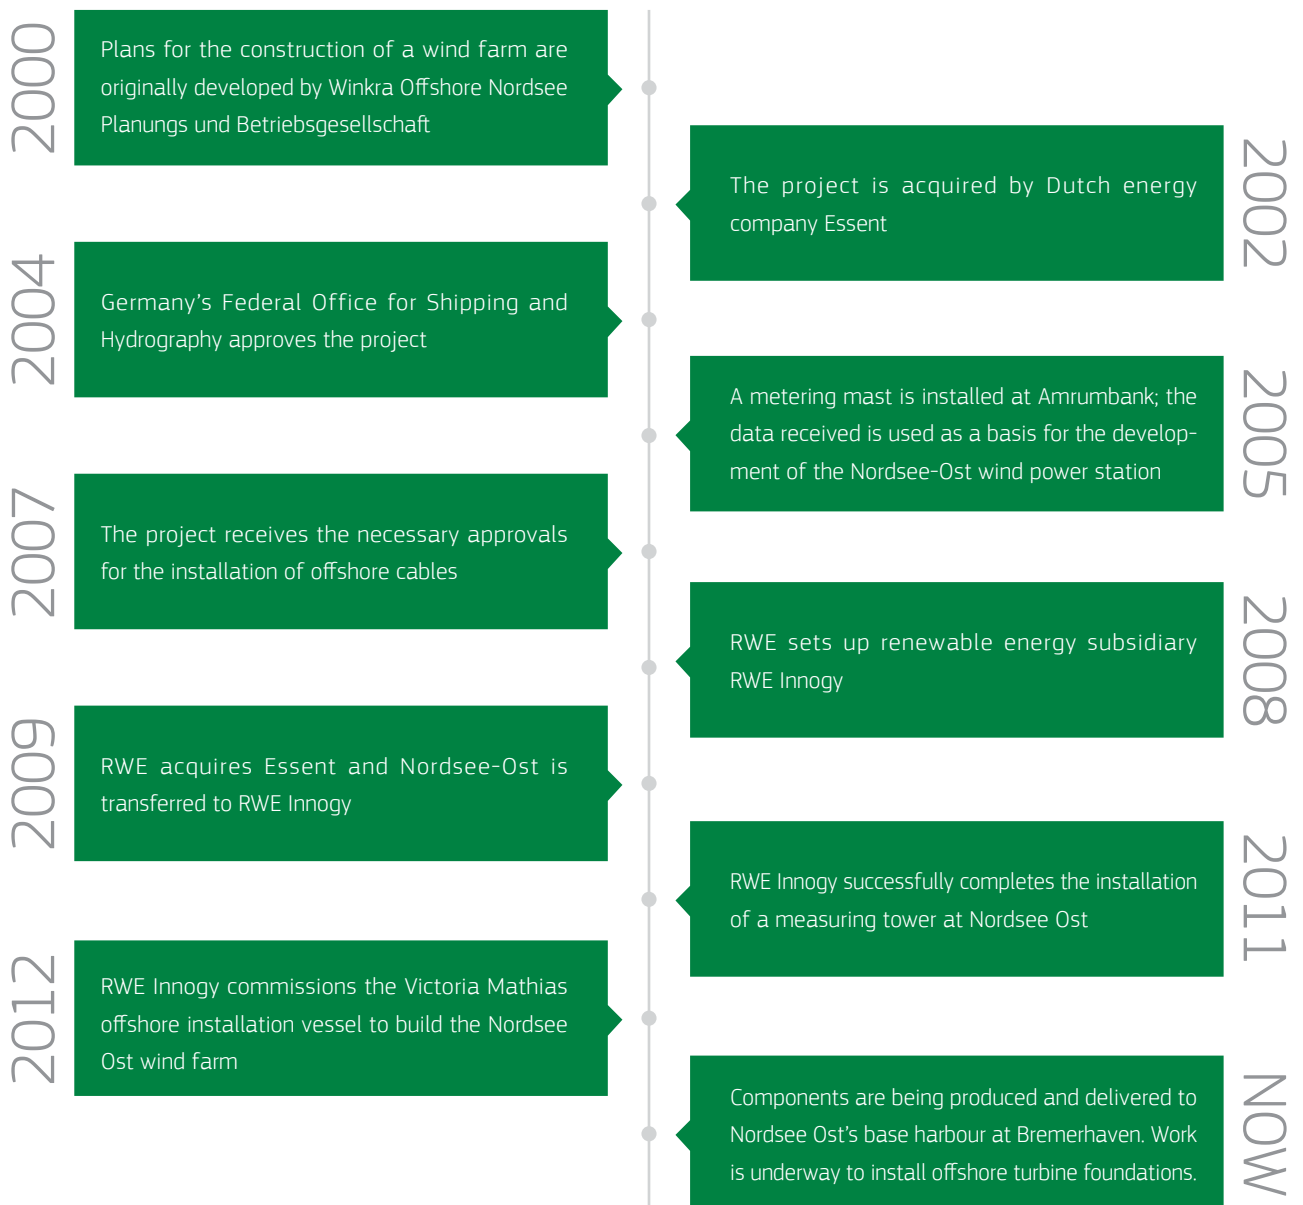 2000
Plans for the construction of a wind farm are
originally developed by Winkra Offshore Nordsee
Planungs und Betriebsgesellschaft
2002
The project is acquired by Dutch energy
company Essent
2004
Germany's Federal Office for Shipping and
Hydrography approves the project
2005
A metering mast is installed at Amrumbank; the
data received is used as a basis for the develop-
ment of the Nordsee-Ost wind power station
2007
The project receives the necessary approvals
for the installation of offshore cables
2008
RWE sets up renewable energy subsidiary
RWE Innogy
2009
RWE acquires Essent and Nordsee-Ost is
transferred to RWE Innogy
2011
RWE Innogy successfully completes the installation
of a measuring tower at Nordsee Ost
2012
RWE Innogy commissions the Victoria Mathias
offshore installation vessel to build the Nordsee
Ost wind farm
NOW
Components are being produced and delivered to
Nordsee Ost's base harbour at Bremerhaven. Work
is underway to install offshore turbine foundations.